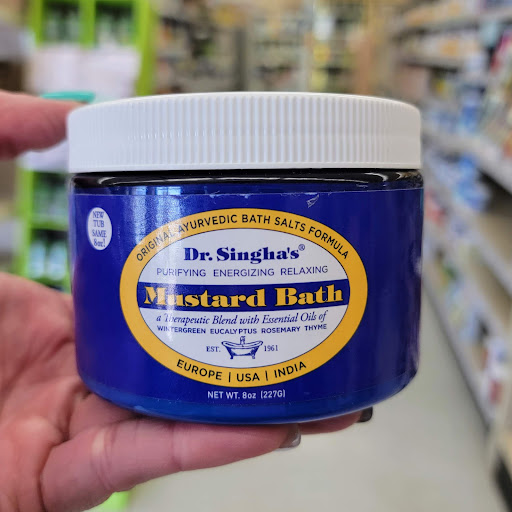 NEW
TUB
SAME
8oz!
ORIGINAL AYURVEDIC BATH SALTS FORMULA
Dr. Singha's®
PURIFYING ENERGIZING RELAXING
Mustard Bath
a Therapeutic Blend with Essential Oils of
WINTERGREEN EUCALYPTUS ROSEMARY THYME
EST. 1961
EUROPE | USA | INDIA
NET WT. 8oz (227G)